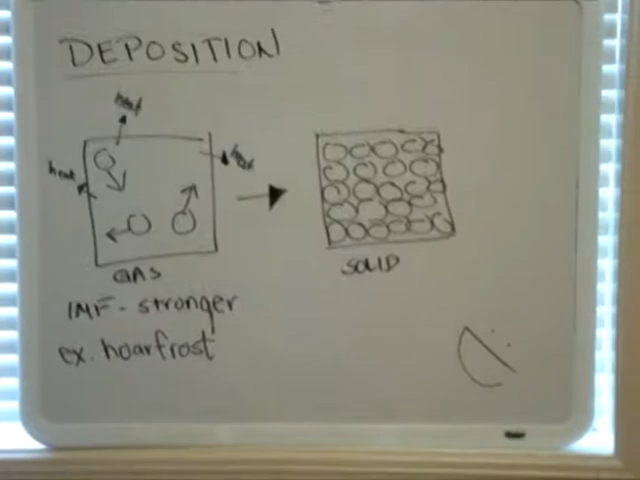 DEPOSITION
heat
heat
heat
GAS
SOLID
IMF - stronger
ex. hoarfrost